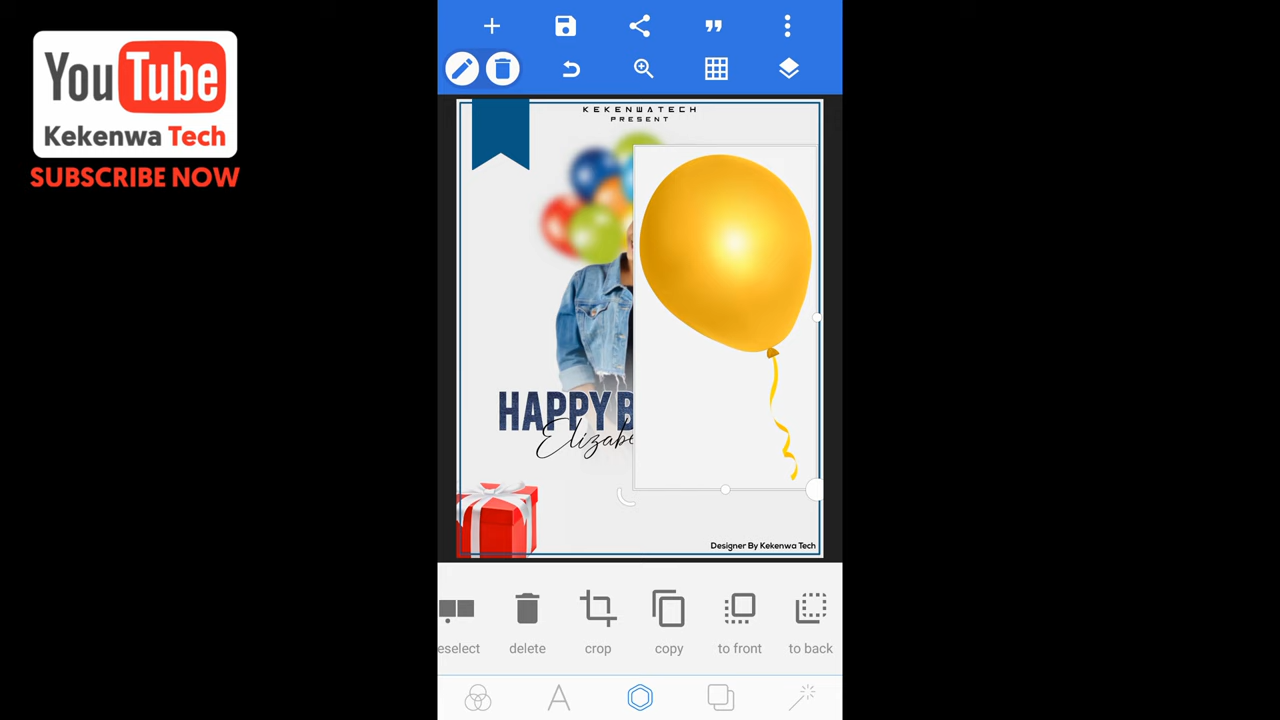 YouTube
Kekenwa Tech
SUBSCRIBE NOW
KEKENWATECH
PRESENT
HAPPY B
Elizabe
Designer By Kekenwa Tech
eselect
delete
crop
copy
to front
to back